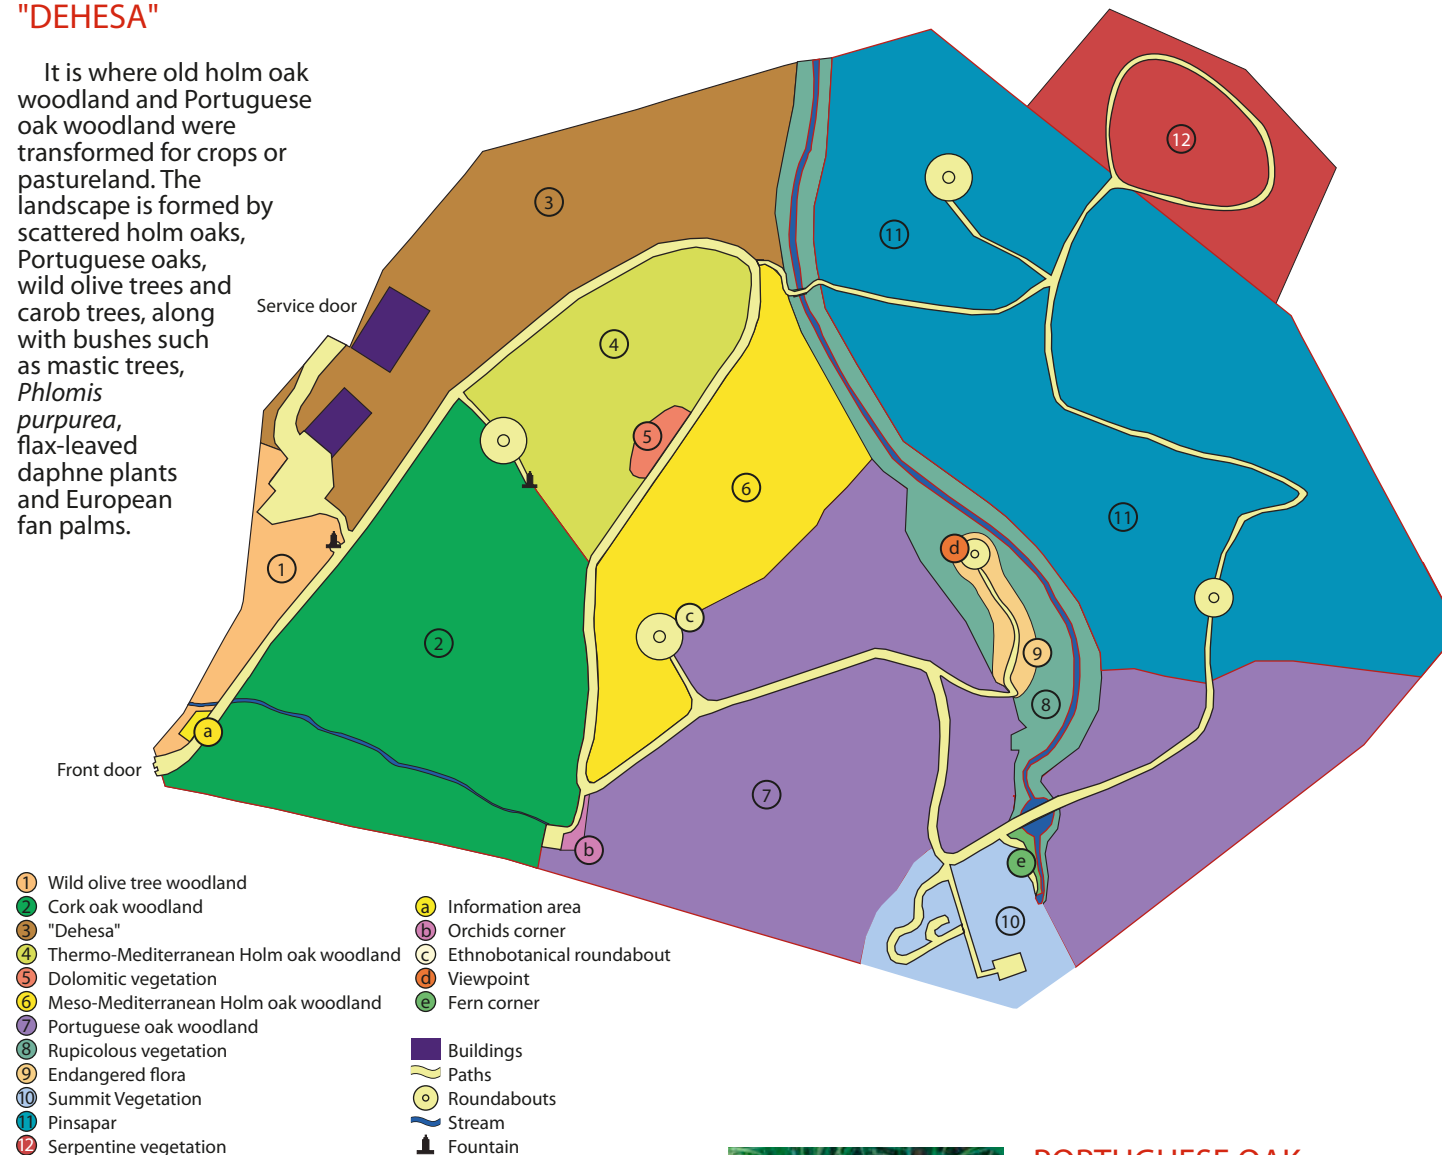 "DEHESA"
It is where old holm oak
woodland and Portuguese
oak woodland were
transformed for crops or
pastureland. The
landscape is formed by
scattered holm oaks,
Portuguese oaks,
wild olive trees and
carob trees, along
with bushes such
as mastic trees,
Phlomis
purpurea,
flax-leaved
daphne plants
and European
fan palms.
Service door
Front door
12
3
11
4
5
6
11
d
1
c
2
9
8
a
7
b
e
10
1 Wild olive tree woodland
2 Cork oak woodland
3 "Dehesa"
4 Thermo-Mediterranean Holm oak woodland
5 Dolomitic vegetation
6 Meso-Mediterranean Holm oak woodland
7 Portuguese oak woodland
8 Rupicolous vegetation
9 Endangered flora
10 Summit Vegetation
11 Pinsapar
12 Serpentine vegetation
a Information area
b Orchids corner
c Ethnobotanical roundabout
d Viewpoint
e Fern corner
Buildings
Paths
Roundabouts
Stream
Fountain
PORTUGUESE OAK